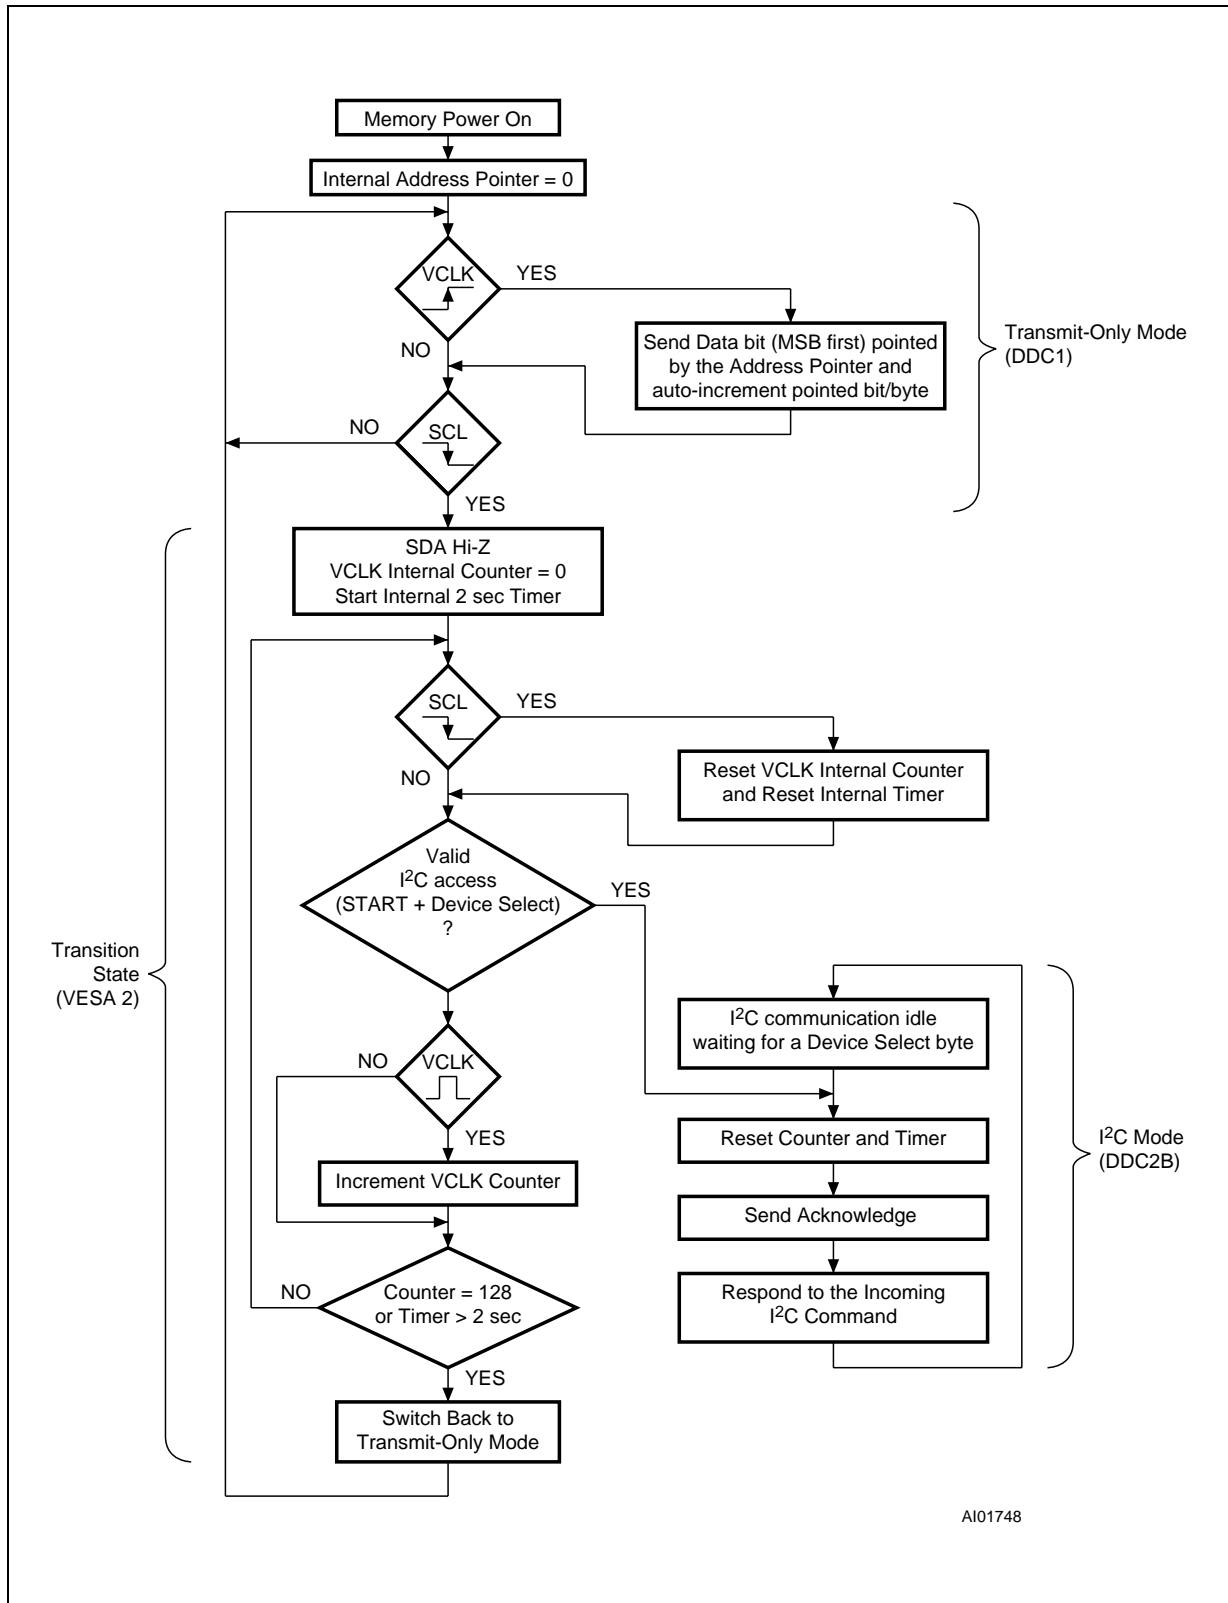 Memory Power On
Internal Address Pointer = 0
VCLK
YES
Send Data bit (MSB first) pointed
by the Address Pointer and
auto-increment pointed bit/byte
Transmit-Only Mode
(DDC1)
NO
NO
SCL
YES
SDA Hi-Z
VCLK Internal Counter = 0
Start Internal 2 sec Timer
SCL
YES
Reset VCLK Internal Counter
and Reset Internal Timer
NO
Valid
I2C access
(START + Device Select)
?
YES
Transition
State
(VESA 2)
I2C communication idle
waiting for a Device Select byte
NO
VCLK
YES
Reset Counter and Timer
I2C Mode
(DDC2B)
Increment VCLK Counter
Send Acknowledge
NO
Counter = 128
or Timer > 2 sec
Respond to the Incoming
I2C Command
YES
Switch Back to
Transmit-Only Mode
AI01748